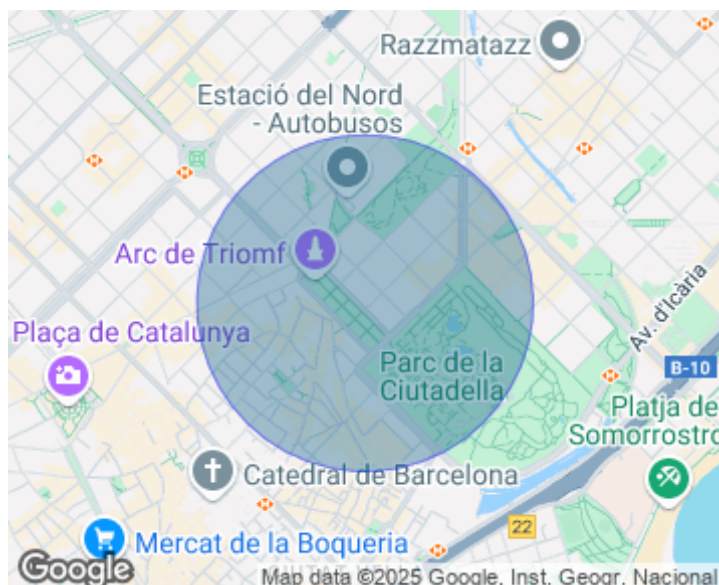 Razzmatazz
Estació del Nord
- Autobusos
Arc de Triomf
Plaça de Catalunya
Av. d'Icària
B-10
Parc de la
Ciutadella
Platja de
Somorrostro
Catedral de Barcelona
22
Mercat de la Boqueria
Google
Map data ©2025 Google, Inst. Geogr. Nacional